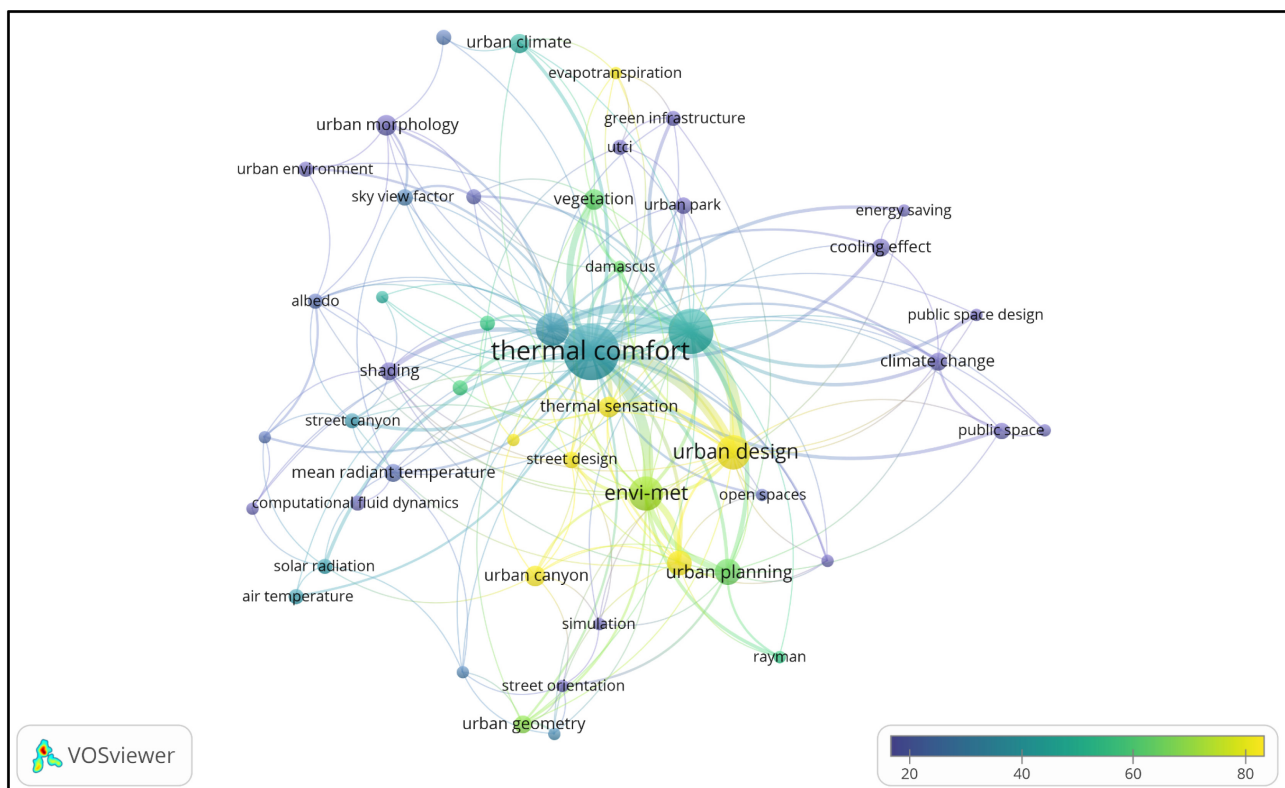 urban climate
evapotranspiration
green infrastructure
urban morphology
utci
urban environment
sky view factor
vegetation
urban park
energy saving
cooling effect
damascus
albedo
public space design
thermal comfort
climate change
shading
thermal sensation
street canyon
public space
urban design
street design
mean radiant temperature
envi-met
open spaces
computational fluid dynamics
solar radiation
urban canyon
urban planning
air temperature
simulation
rayman
street orientation
urban geometry
VOSviewer
20 40 60 80